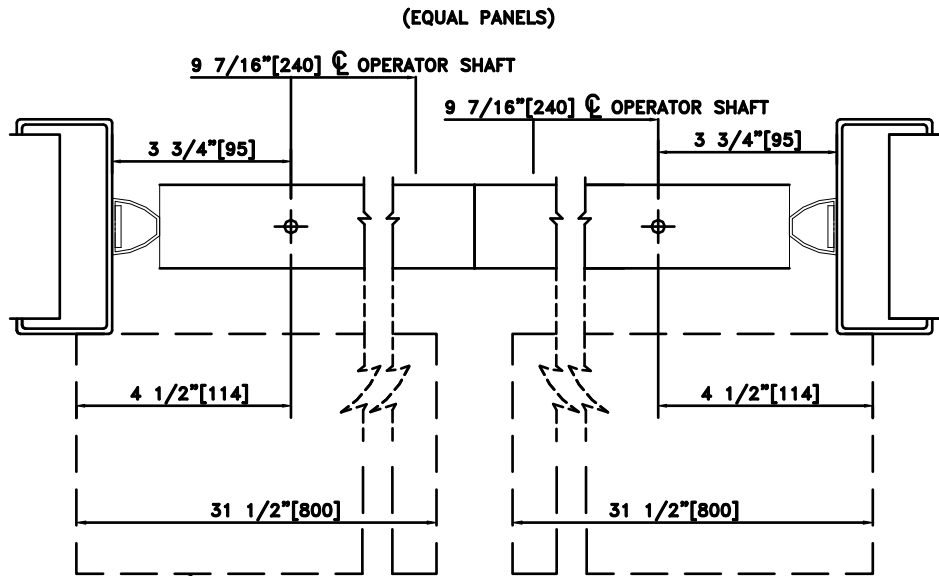 (EQUAL PANELS)
9 7/16"[240] ℄ OPERATOR SHAFT
9 7/16"[240] ℄ OPERATOR SHAFT
3 3/4"[95]
3 3/4"[95]
4 1/2"[114]
4 1/2"[114]
31 1/2"[800]
31 1/2"[800]